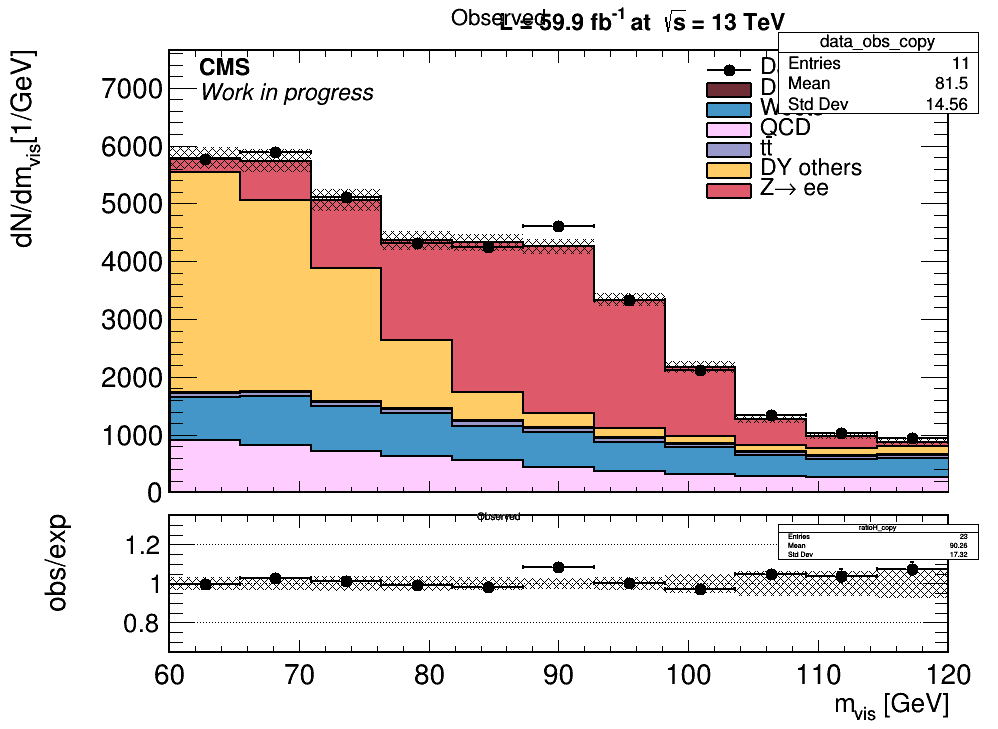 Observed
L = 59.9 fb-1 at √s = 13 TeV
CMS
Work in progress
data_obs_copy
Entries 11
Mean 81.5
Std Dev 14.56
QCD
tt̄
DY others
Z→ ee
dN/dmvis[1/GeV]
7000
6000
5000
4000
3000
2000
1000
0
Observed
ratioH_copy
Entries 23
Mean 90.26
Std Dev 17.32
obs/exp
1.2
1
0.8
60 70 80 90 100 110 120
mvis [GeV]